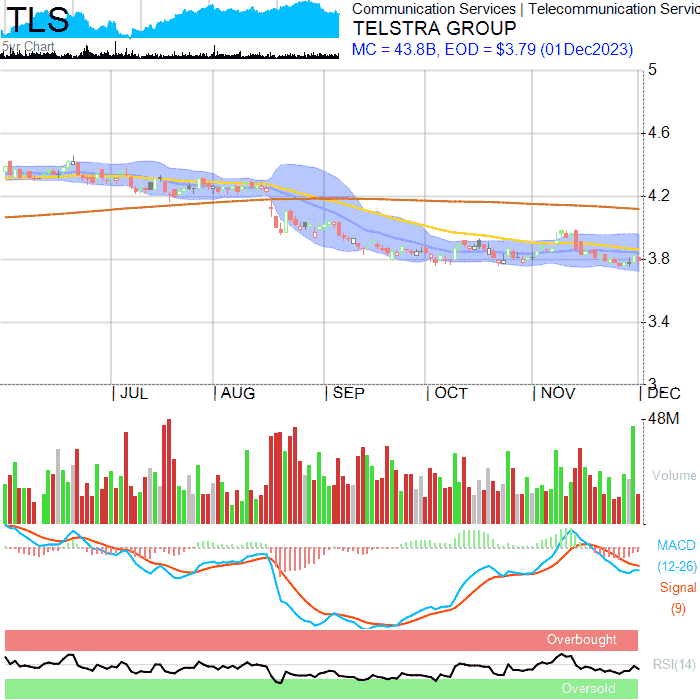 TLS
5yr Chart
Communication Services | Telecommunication Servic
TELSTRA GROUP
MC = 43.8B, EOD = $3.79 (01Dec2023)
5
4.6
4.2
3.8
3.4
3
JUL AUG SEP OCT NOV DEC
48M
Volume
MACD
(12-26)
Signal
(9)
Overbought
RSI(14)
Oversold